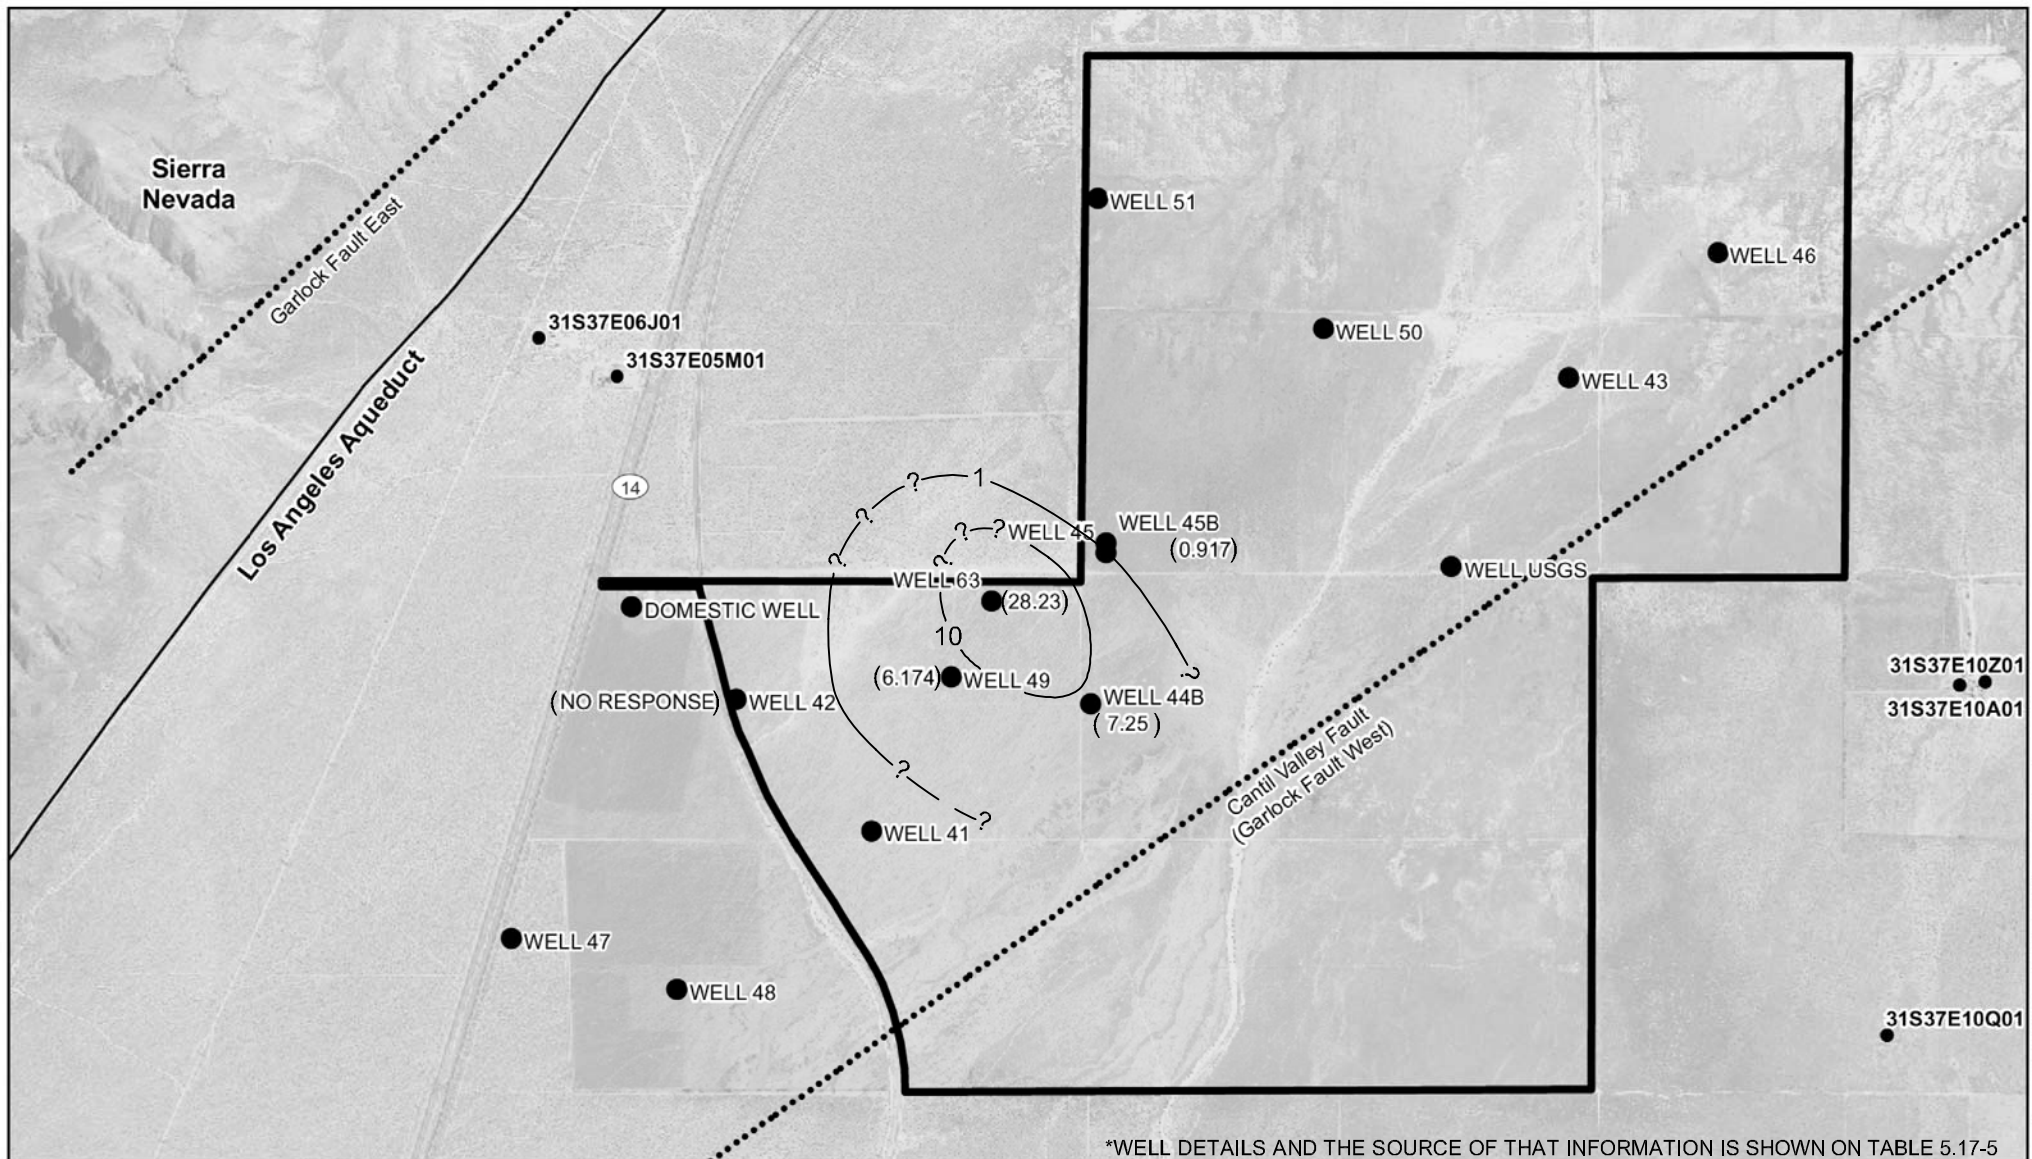 Sierra
Nevada
Garlock Fault East
Los Angeles Aqueduct
31S37E06J01
31S37E05M01
14
WELL 51
WELL 46
WELL 50
WELL 43
? 1
?
? ? WELL 45
WELL 45B
(0.917)
? ?
WELL 63
WELL USGS
DOMESTIC WELL
(28.23)
10
(6.174) WELL 49
?
(NO RESPONSE) WELL 42
WELL 44B
(7.25)
31S37E10Z01
31S37E10A01
Cantil Valley Fault
(Garlock Fault West)
?
?
WELL 41
WELL 47
WELL 48
31S37E10Q01
*WELL DETAILS AND THE SOURCE OF THAT INFORMATION IS SHOWN ON TABLE 5.17-5